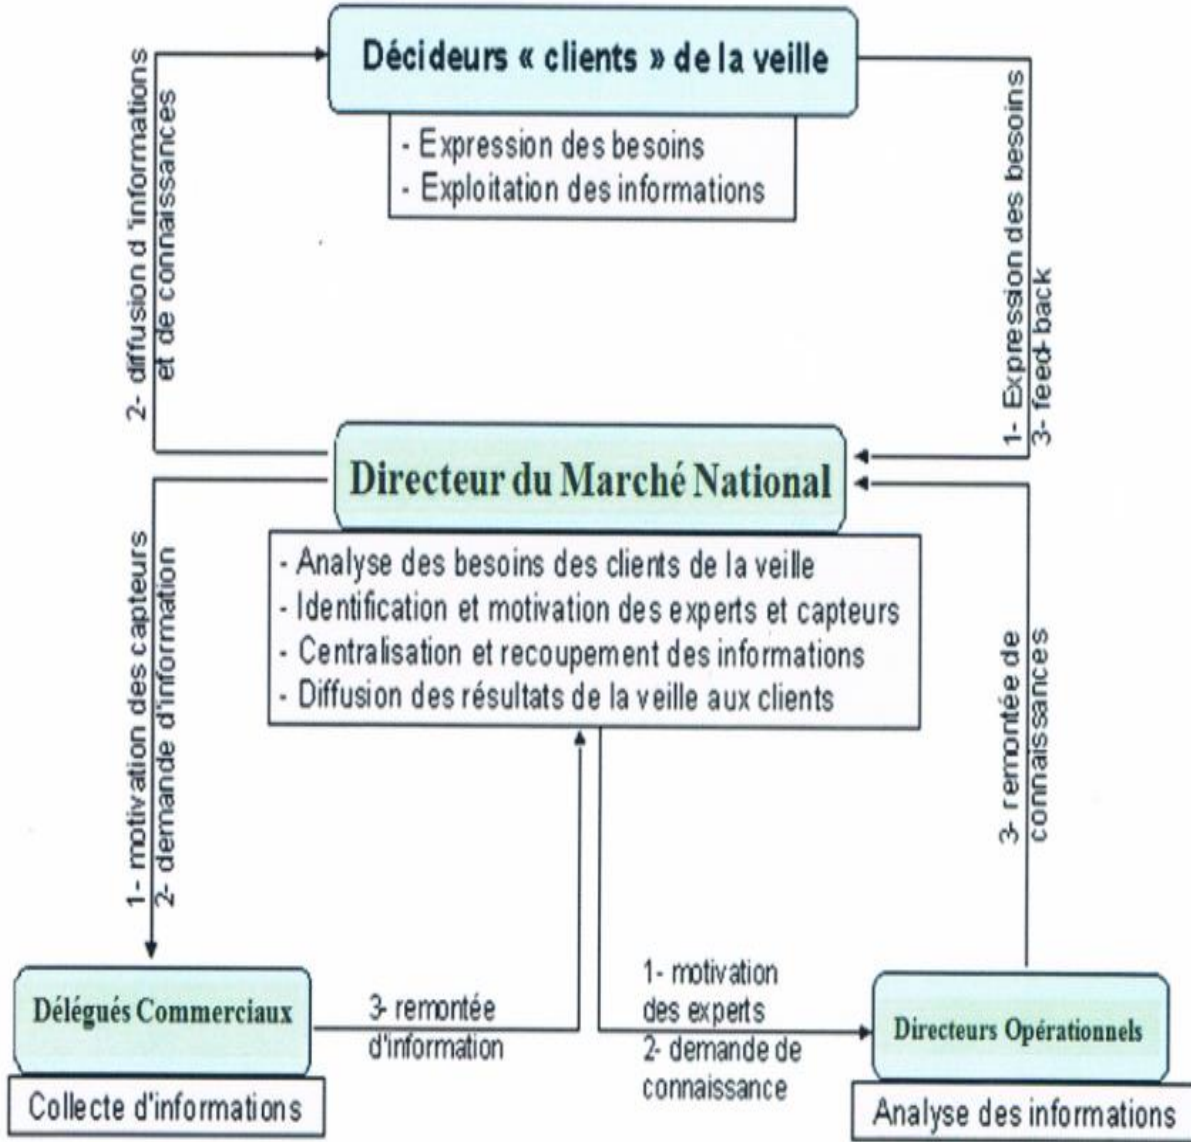 Décideurs « clients » de la veille
- Expression des besoins
- Exploitation des informations
2- diffusion d 'informations
et de connaissances
1- Expression des besoins
3- feed-back
Directeur du Marché National
- Analyse des besoins des clients de la veille
- Identification et motivation des experts et capteurs
- Centralisation et recoupement des informations
- Diffusion des résultats de la veille aux clients
1- motivation des capteurs
2- demande d'information
3- remontée de
connaissances
Délégués Commerciaux
Collecte d'informations
3- remontée
d'information
1- motivation
des experts
2- demande de
connaissance
Directeurs Opérationnels
Analyse des informations